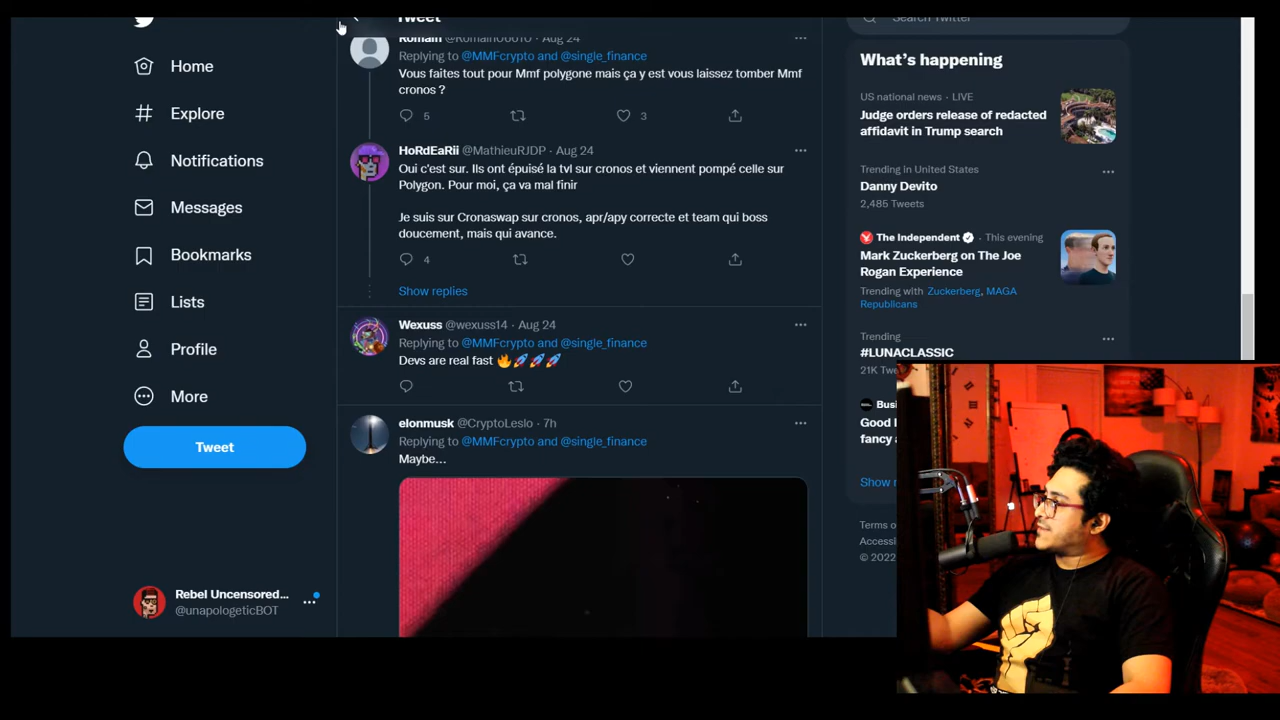 Tweet
Search Twitter
Romain @Romain06610 · Aug 24
Replying to @MMFcrypto and @single_finance
Vous faites tout pour Mmf polygone mais ça y est vous laissez tomber Mmf
cronos ?
5
3
HoRdEaRii @MathieuRJDP · Aug 24
Oui c'est sur. Ils ont épuisé la tvl sur cronos et viennent pompé celle sur
Polygon. Pour moi, ça va mal finir
Je suis sur Cronaswap sur cronos, apr/apy correcte et team qui boss
doucement, mais qui avance.
4
Show replies
Wexuss @wexuss14 · Aug 24
Replying to @MMFcrypto and @single_finance
Devs are real fast 🔥🚀🚀🚀
elonmusk @CryptoLeslo · 7h
Replying to @MMFcrypto and @single_finance
Maybe...
Home
Explore
Notifications
Messages
Bookmarks
Lists
Profile
More
Tweet
Rebel Uncensored...
@unapologeticBOT
What's happening
US national news · LIVE
Judge orders release of redacted
affidavit in Trump search
Trending in United States
Danny Devito
2,485 Tweets
The Independent · This evening
Mark Zuckerberg on The Joe
Rogan Experience
Trending with Zuckerberg, MAGA
Republicans
Trending
#LUNACLASSIC
21K Twe
Busi
Good
fancy a
Show
Terms o
Accessi
© 2022